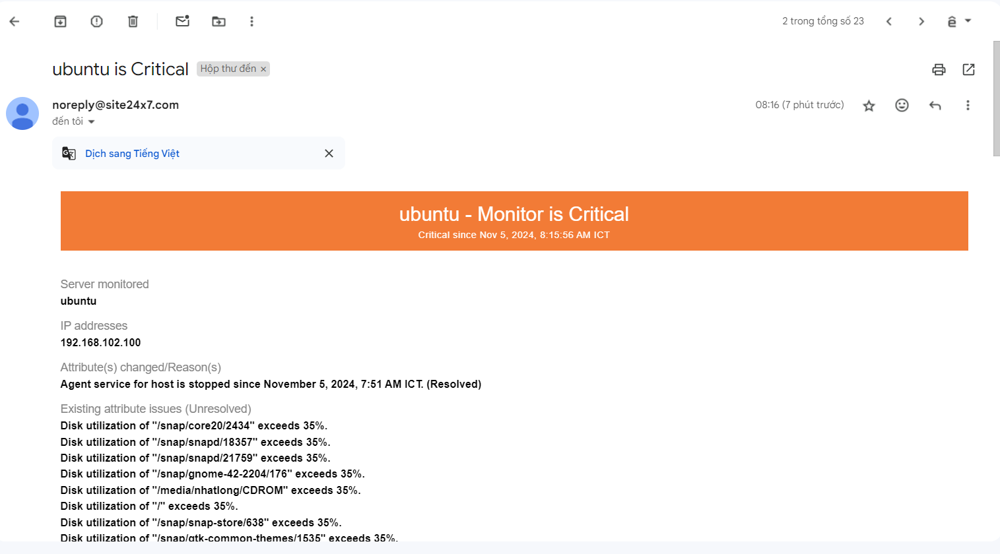 2 trong tổng số 23
ê
ubuntu is Critical
Hộp thư đến ×
noreply@site24x7.com
08:16 (7 phút trước)
đến tôi
Dịch sang Tiếng Việt
ubuntu - Monitor is Critical
Critical since Nov 5, 2024, 8:15:56 AM ICT
Server monitored
ubuntu
IP addresses
192.168.102.100
Attribute(s) changed/Reason(s)
Agent service for host is stopped since November 5, 2024, 7:51 AM ICT. (Resolved)
Existing attribute issues (Unresolved)
Disk utilization of "/snap/core20/2434" exceeds 35%.
Disk utilization of "/snap/snapd/18357" exceeds 35%.
Disk utilization of "/snap/snapd/21759" exceeds 35%.
Disk utilization of "/snap/gnome-42-2204/176" exceeds 35%.
Disk utilization of "/media/nhatlong/CDROM" exceeds 35%.
Disk utilization of "/" exceeds 35%.
Disk utilization of "/snap/snap-store/638" exceeds 35%.
Disk utilization of "/snap/gtk-common-themes/1535" exceeds 35%.